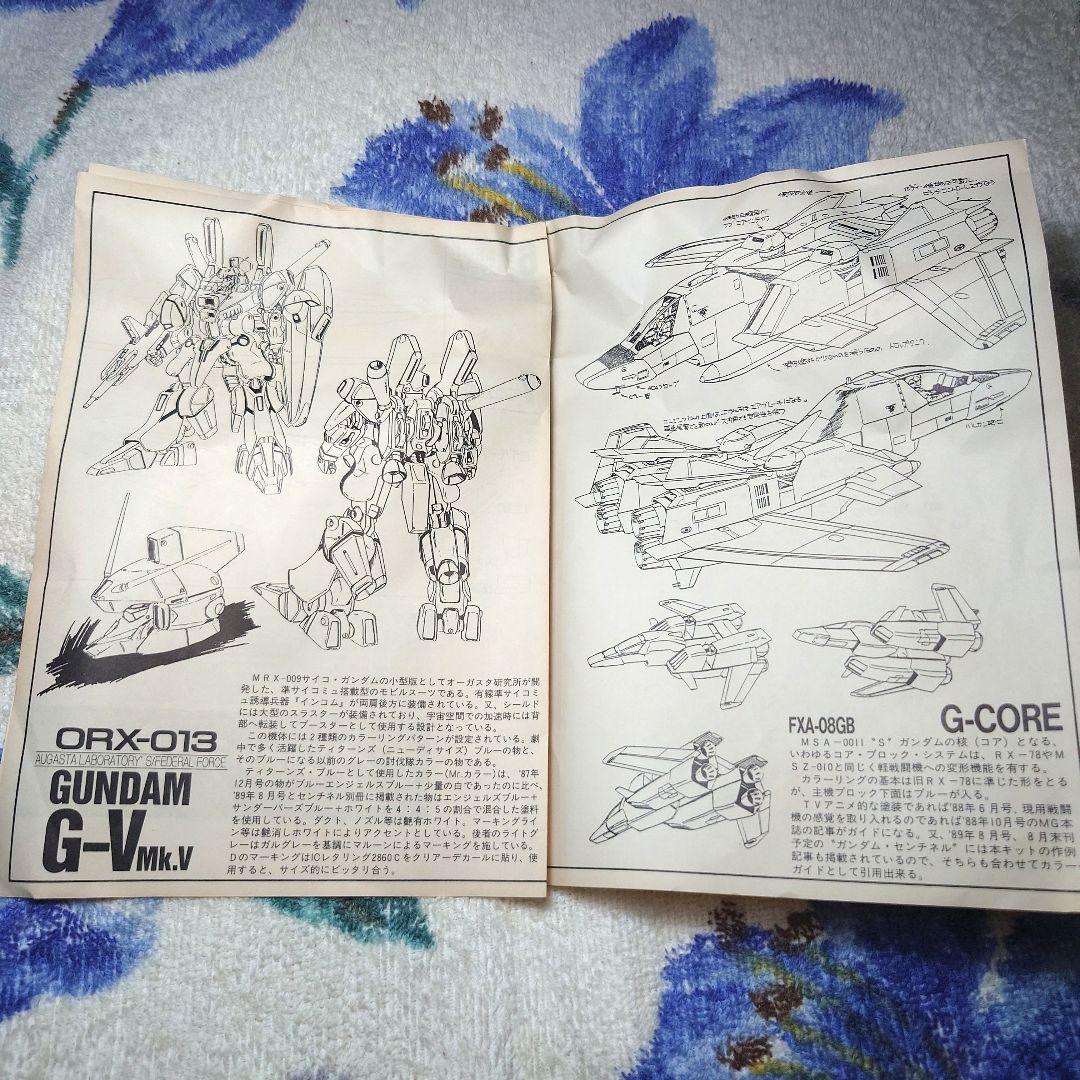 ORX-013
AUGASTA LABORATORY S/FEDERAL FORCE
GUNDAM
G-V Mk.V
MRX-009サイコ・ガンダムの小型版としてオーガスタ研究所が開
発した、準サイコミュ搭載型のモビルスーツである。有線準サイコミ
ュ誘導兵器『インコム』が両肩後方に装備されている。又、シールド
には大型のスラスターが装備されており、宇宙空間での加速時には背
部へ転装してブースターとして使用する設計となっている。
この機体には2種類のカラーリングパターンが設定されている。劇
中で多く活躍したティターンズ(ニューディサイズ)ブルーの物と、
そのブルーになる以前のグレーの討伐隊カラーの物である。
ティターンズ・ブルーとして使用したカラー(Mr.カラー)は、'87年
12月号の物がブルーエンジェルスブルー+少量の白であったのに比べ、
'89年8月号とセンチネル別冊に掲載された物はエンジェルスブルー+
サンダーバーズブルー+ホワイトを4:4:5の割合で混合した塗料
を使用している。ダクト、ノズル等は艶有ホワイト。マーキングライ
ン等は艶消しホワイトによりアクセントとしている。後者のライトグ
レーはガルグレーを基調にマルーンによるマーキングを施している。
DのマーキングはICレタリング2860Cをクリアーデカールに貼り、使
用すると、サイズ的にピッタリ合う。
FXA-08GB
G-CORE
MSA-0011 "S" ガンダムの核(コア)となる、
いわゆるコア・ブロック・システムは、RX-78やM
SZ-010と同じく軽戦闘機への変形機能を有する。
カラーリングの基本は旧RX-78に準じた形をとる
が、主機ブロック下面はブルーが入る。
TVアニメ的な塗装であれば'88年6月号、現用戦闘
機の感覚を取り入れるのであれば'88年10月号のMG本
誌の記事がガイドになる。又、'89年8月号、8月末刊
予定の"ガンダム・センチネル"には本キットの作例
記事も掲載されているので、そちらも合わせてカラー
ガイドとして引用出来る。